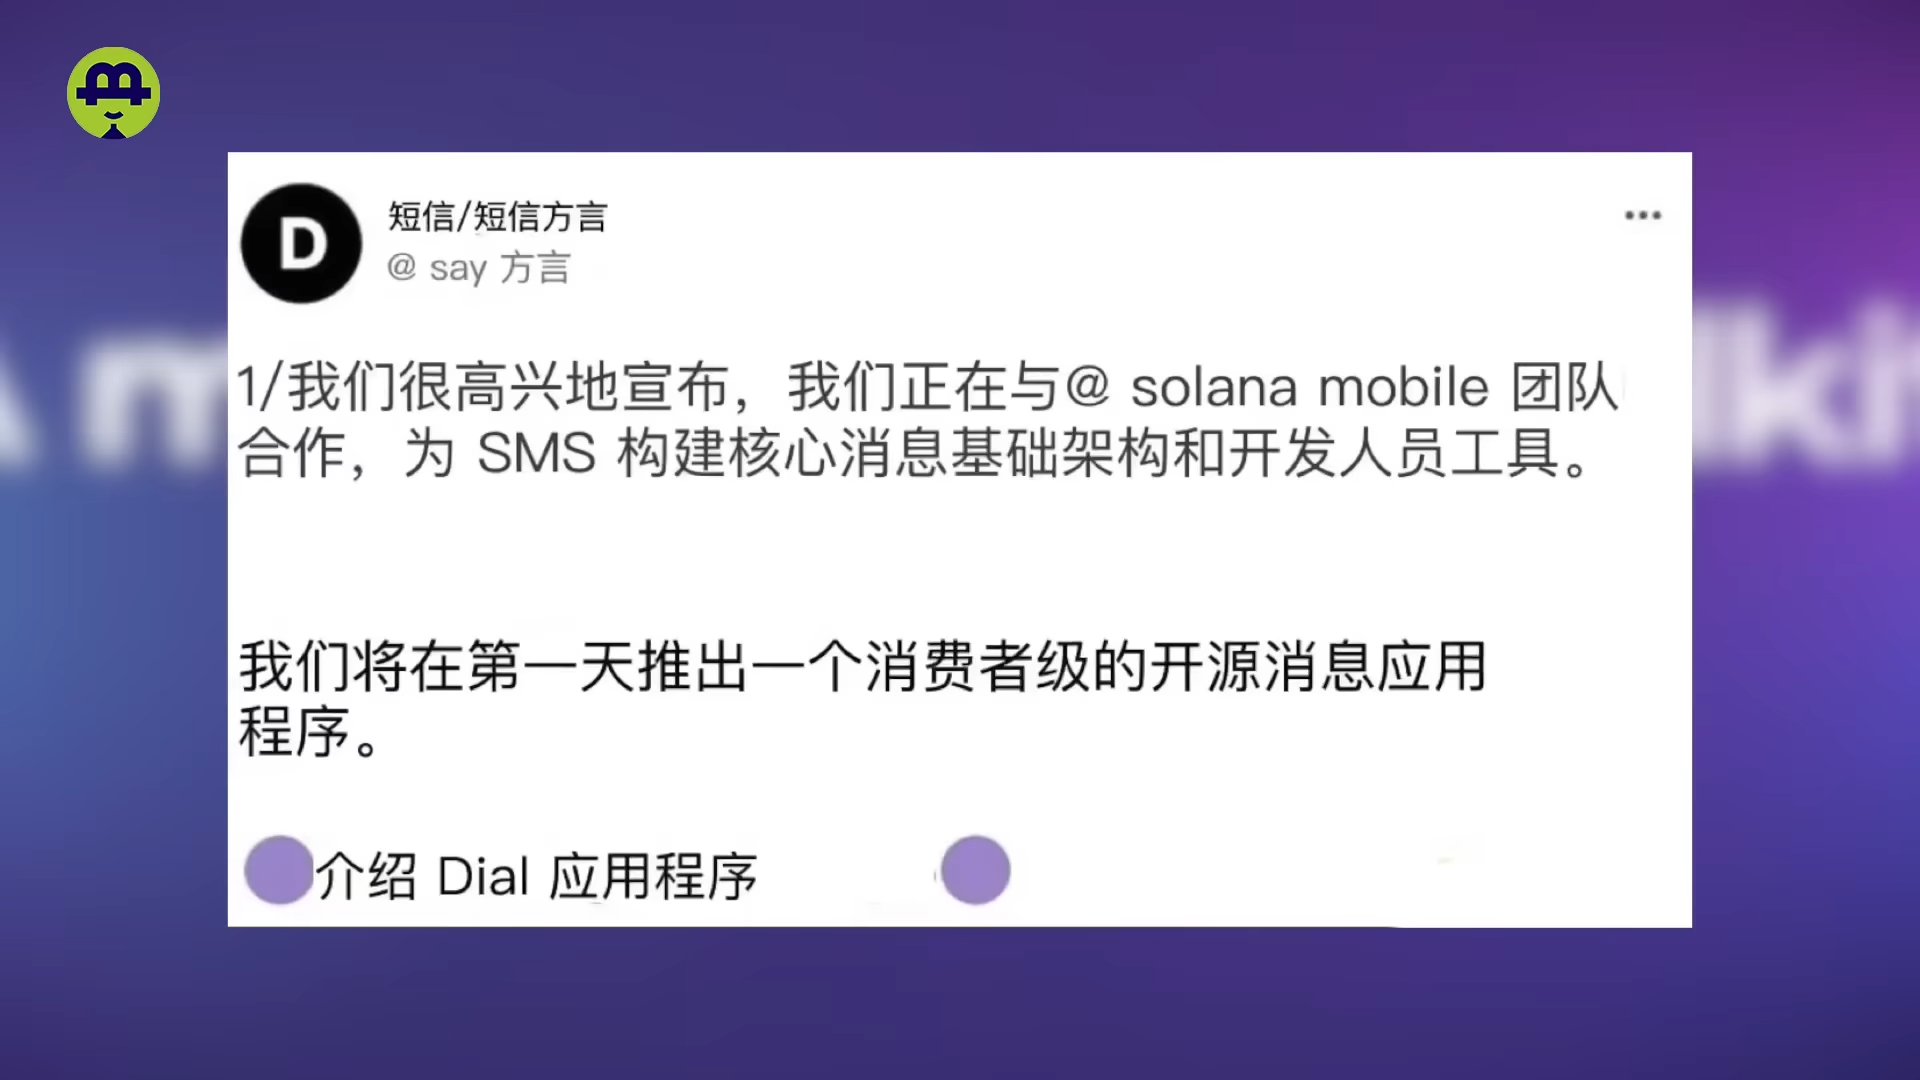 D
短信/短信方言
@ say 方言
1/我们很高兴地宣布，我们正在与@ solana mobile 团队
合作，为 SMS 构建核心消息基础架构和开发人员工具。
我们将在第一天推出一个消费者级的开源消息应用
程序。
介绍 Dial 应用程序